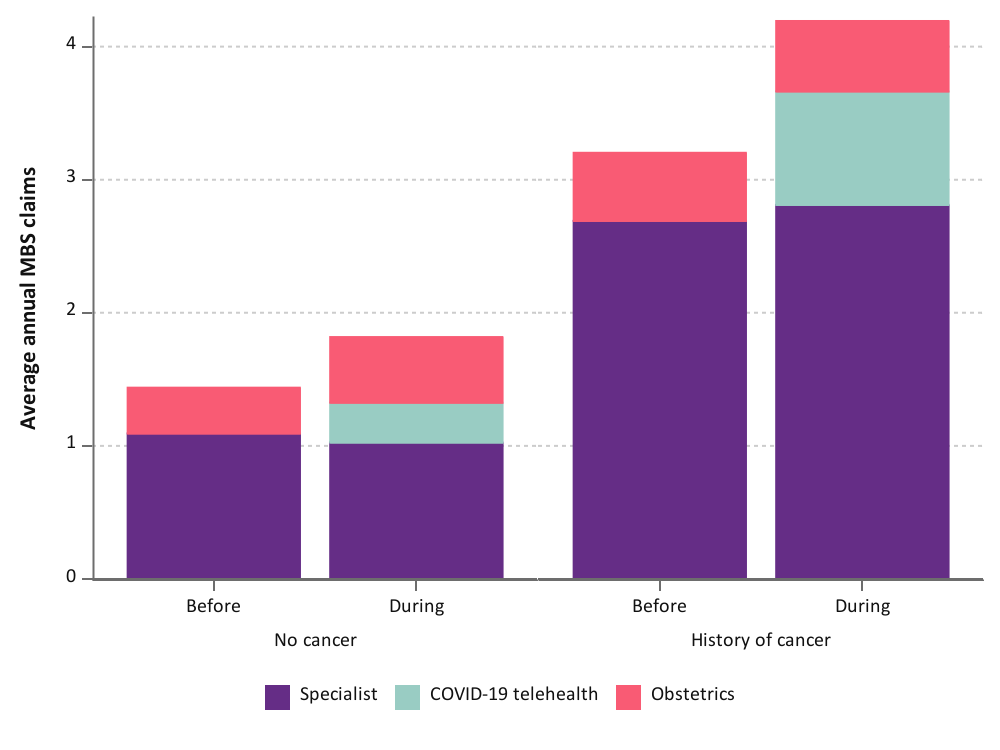 Average annual MBS claims
4
3
2
1
0
Before During Before During
No cancer History of cancer
Specialist COVID-19 telehealth Obstetrics